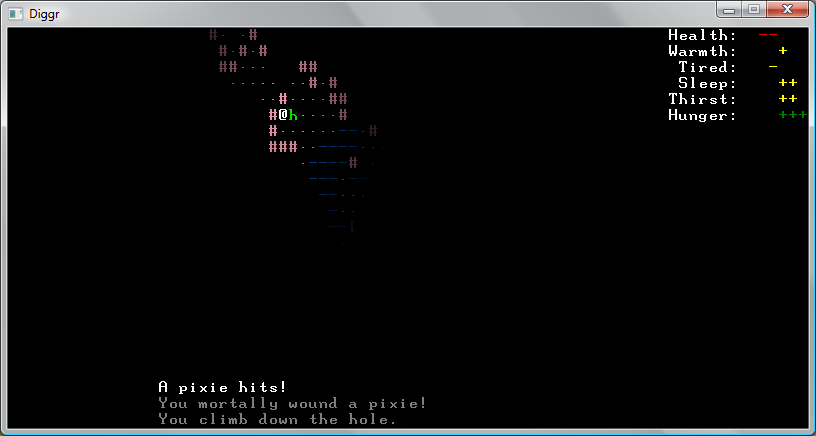 Diggr
Health: --
Warmth: +
Tired: -
Sleep: ++
Thirst: ++
Hunger: +++
A pixie hits!
You mortally wound a pixie!
You climb down the hole.